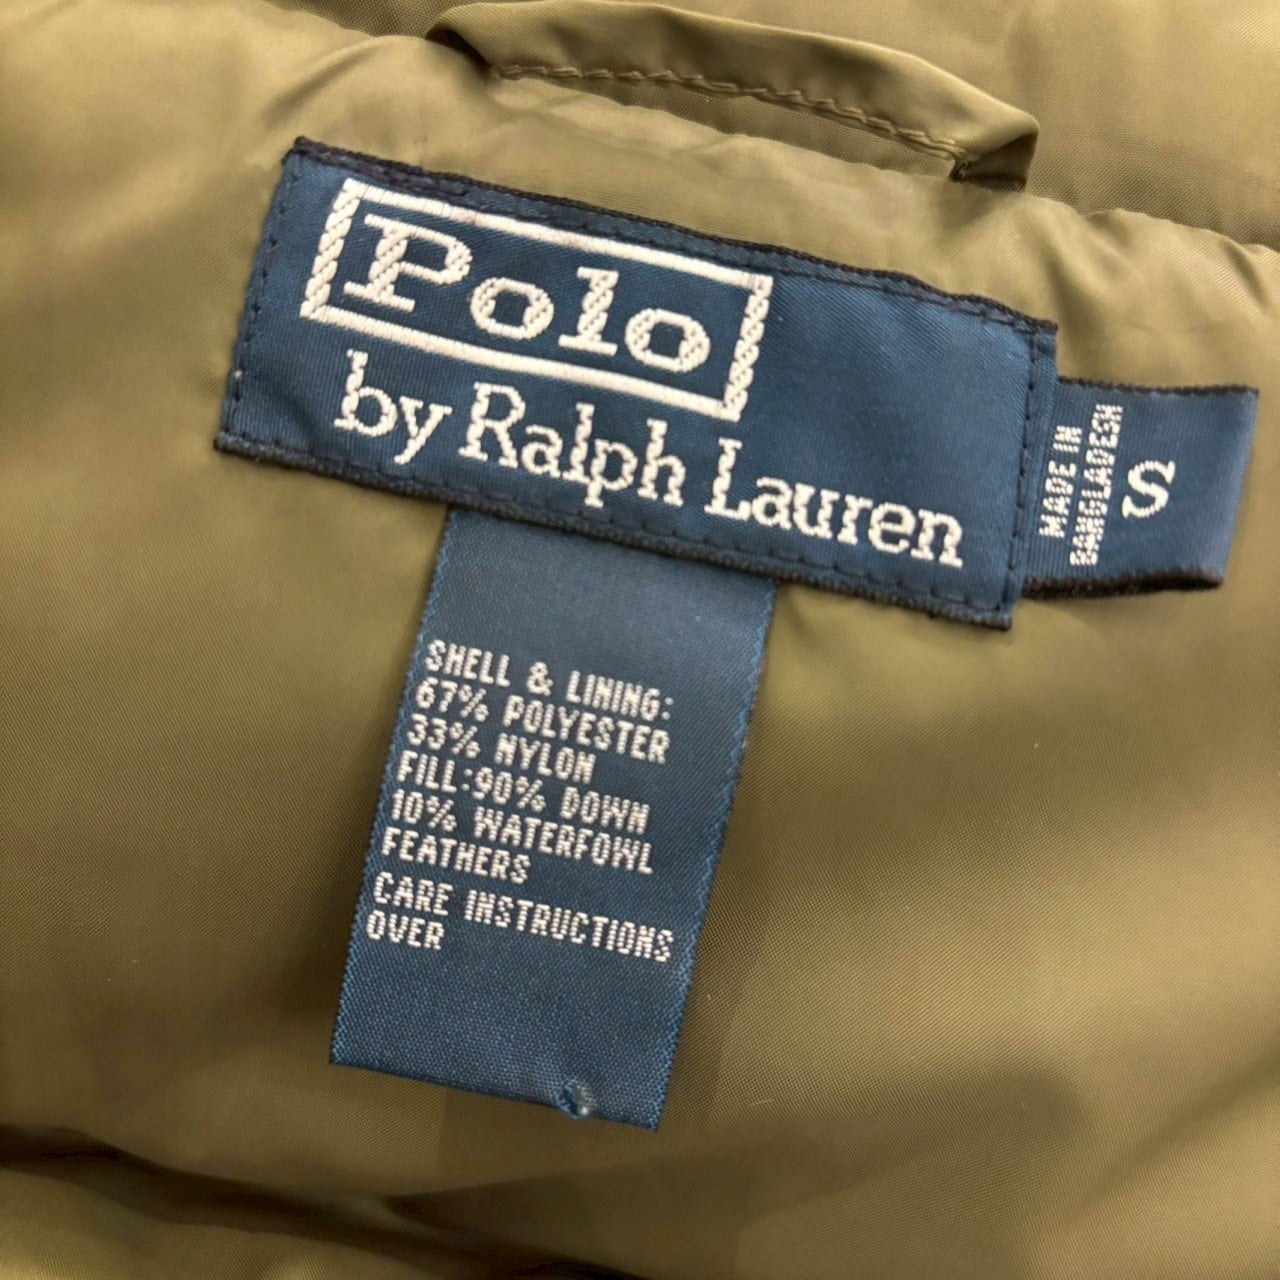 Polo
by Ralph Lauren
MADE IN
BANGLADESH
S
SHELL & LINING:
67% POLYESTER
33% NYLON
FILL:90% DOWN
10% WATERFOWL
FEATHERS
CARE INSTRUCTIONS
OVER